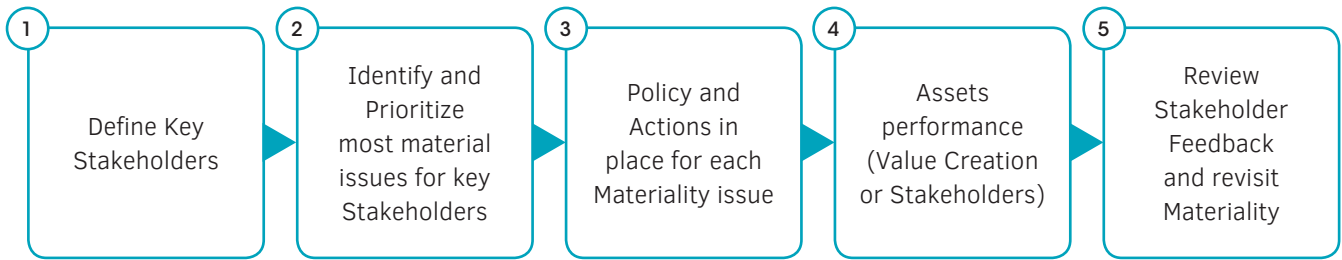 1
Define Key
Stakeholders
2
Identify and
Prioritize
most material
issues for key
Stakeholders
3
Policy and
Actions in
place for each
Materiality issue
4
Assets
performance
(Value Creation
or Stakeholders)
5
Review
Stakeholder
Feedback
and revisit
Materiality